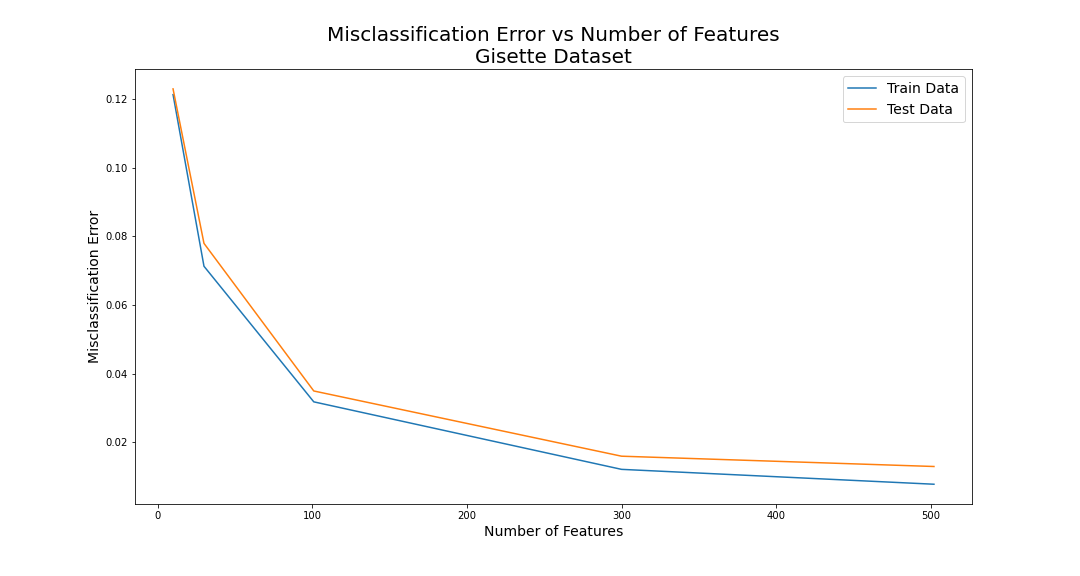 Misclassification Error vs Number of Features
Gisette Dataset
Train Data
Test Data
Misclassification Error
0.12
0.10
0.08
0.06
0.04
0.02
0
100
200
300
400
500
Number of Features